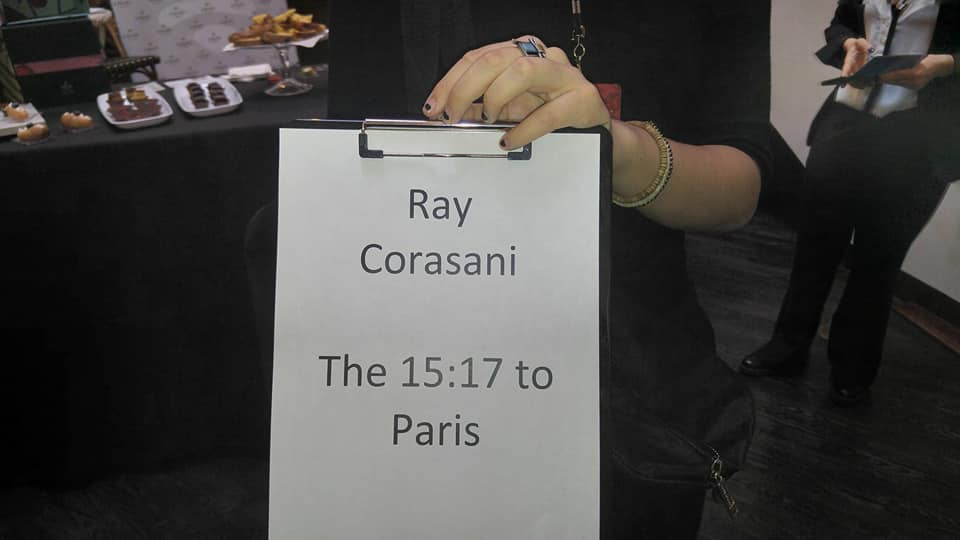 Ray
Corasani
The 15:17 to
Paris